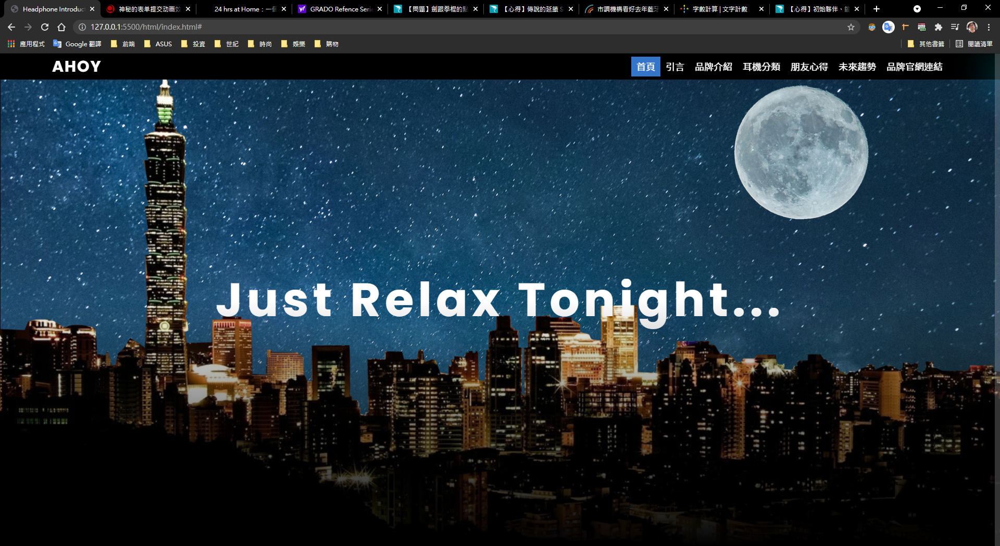 Headphone Introduc
神秘的表单提交动画效
24 hrs at Home：一個
GRADO Refence Seri
【問題】劍跟拳棍的點
【心得】傳說的延續 S
市調機構看好去年藍牙
字數計算 | 文字計數
【心得】初始夥伴、
127.0.0.1:5500/html/index.html#
應用程式
Google 翻譯
前端
ASUS
投資
世紀
時尚
娛樂
購物
其他書籤
閱讀清單
AHOY
首頁
引言
品牌介紹
耳機分類
朋友心得
未來趨勢
品牌官網連結
Just Relax Tonight...